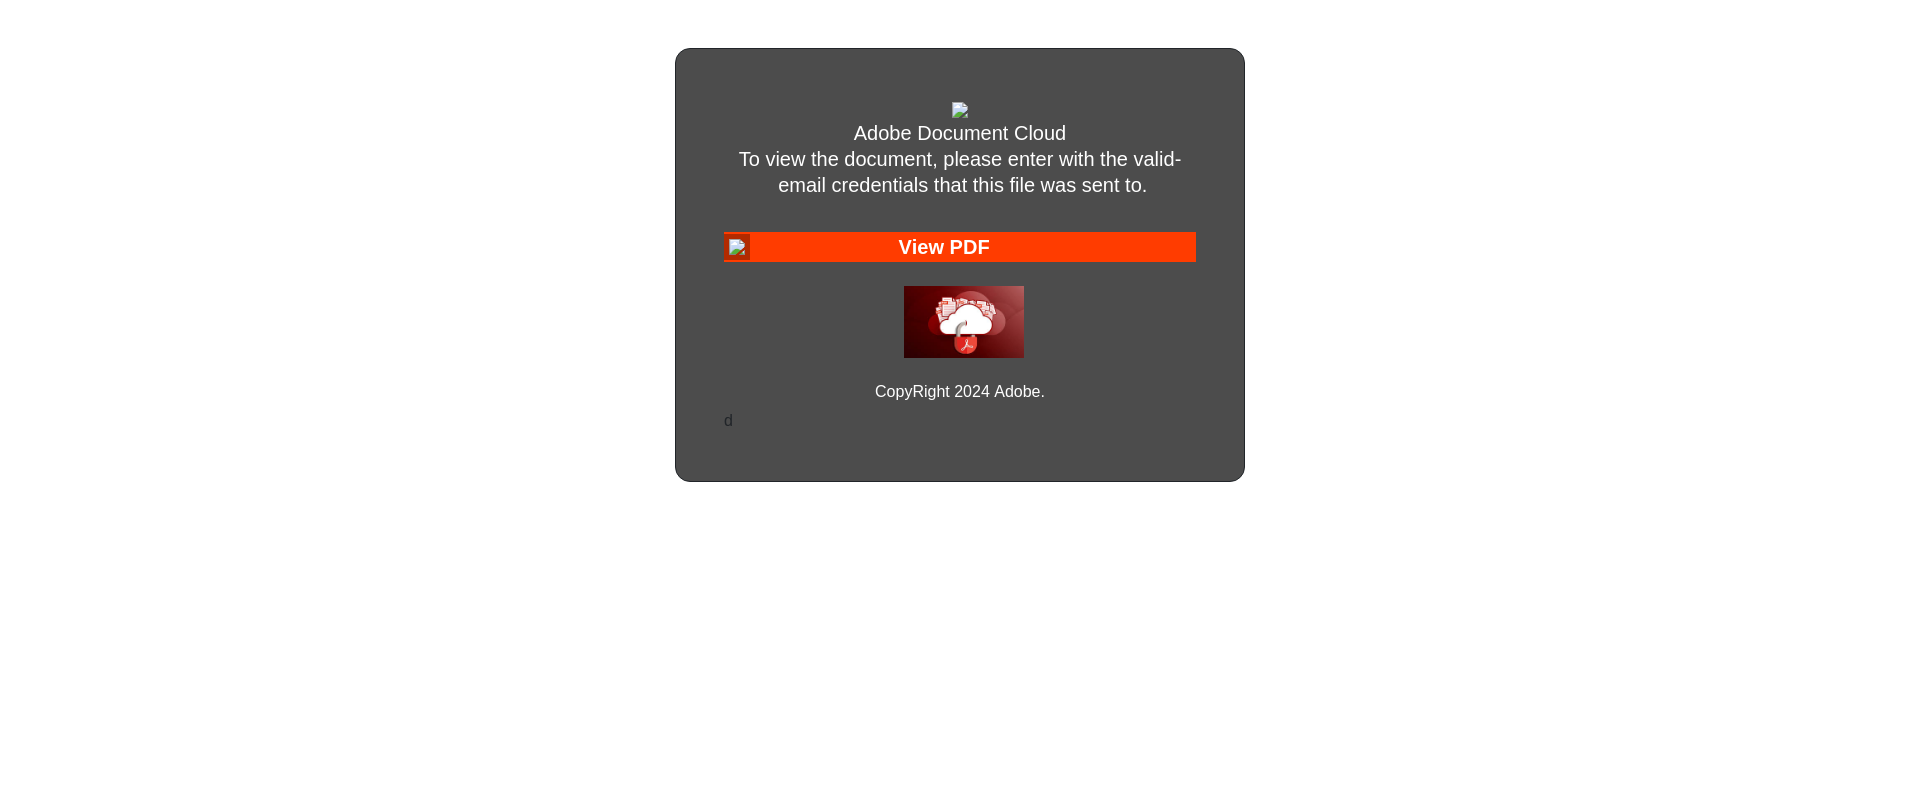 Adobe Document Cloud
To view the document, please enter with the valid-
email credentials that this file was sent to.
View PDF
CopyRight 2024 Adobe.
d